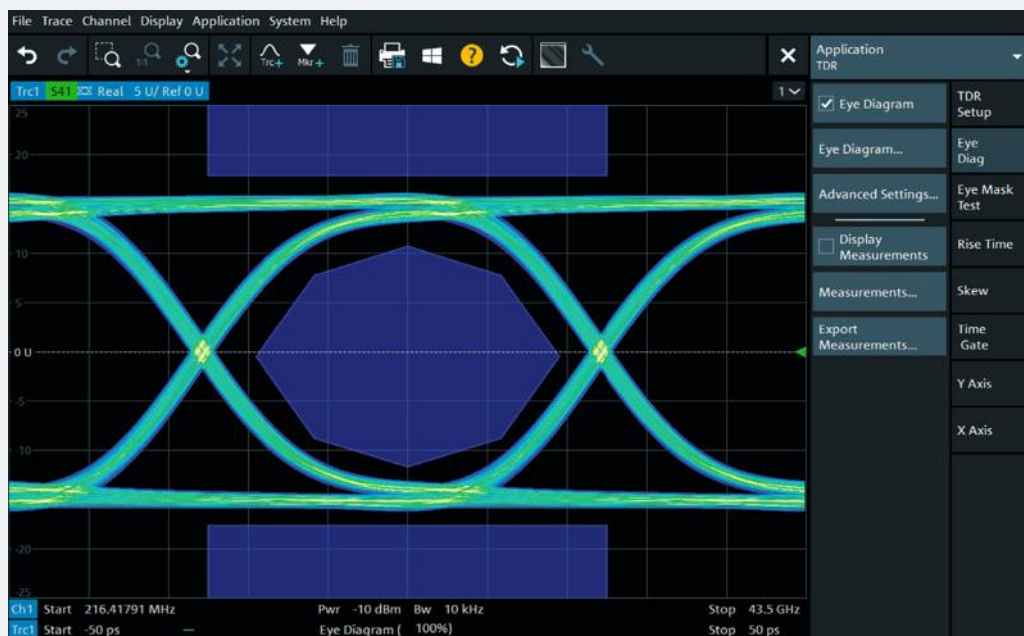 File Trace Channel Display Application System Help
1:1 Trc+ Mkr+ ?
Application
TDR
Trc1 S41 Real 5 U/ Ref 0 U
1
Eye Diagram
Eye Diagram...
Advanced Settings...
Display
Measurements
Measurements...
Export
Measurements...
TDR
Setup
Eye
Diag
Eye Mask
Test
Rise Time
Skew
Time
Gate
Y Axis
X Axis
25
20
10
5
0 U
-5
-10
-20
-25
Ch1 Start 216.41791 MHz Pwr -10 dBm Bw 10 kHz Stop 43.5 GHz
Trc1 Start -50 ps Eye Diagram ( 100%) Stop 50 ps